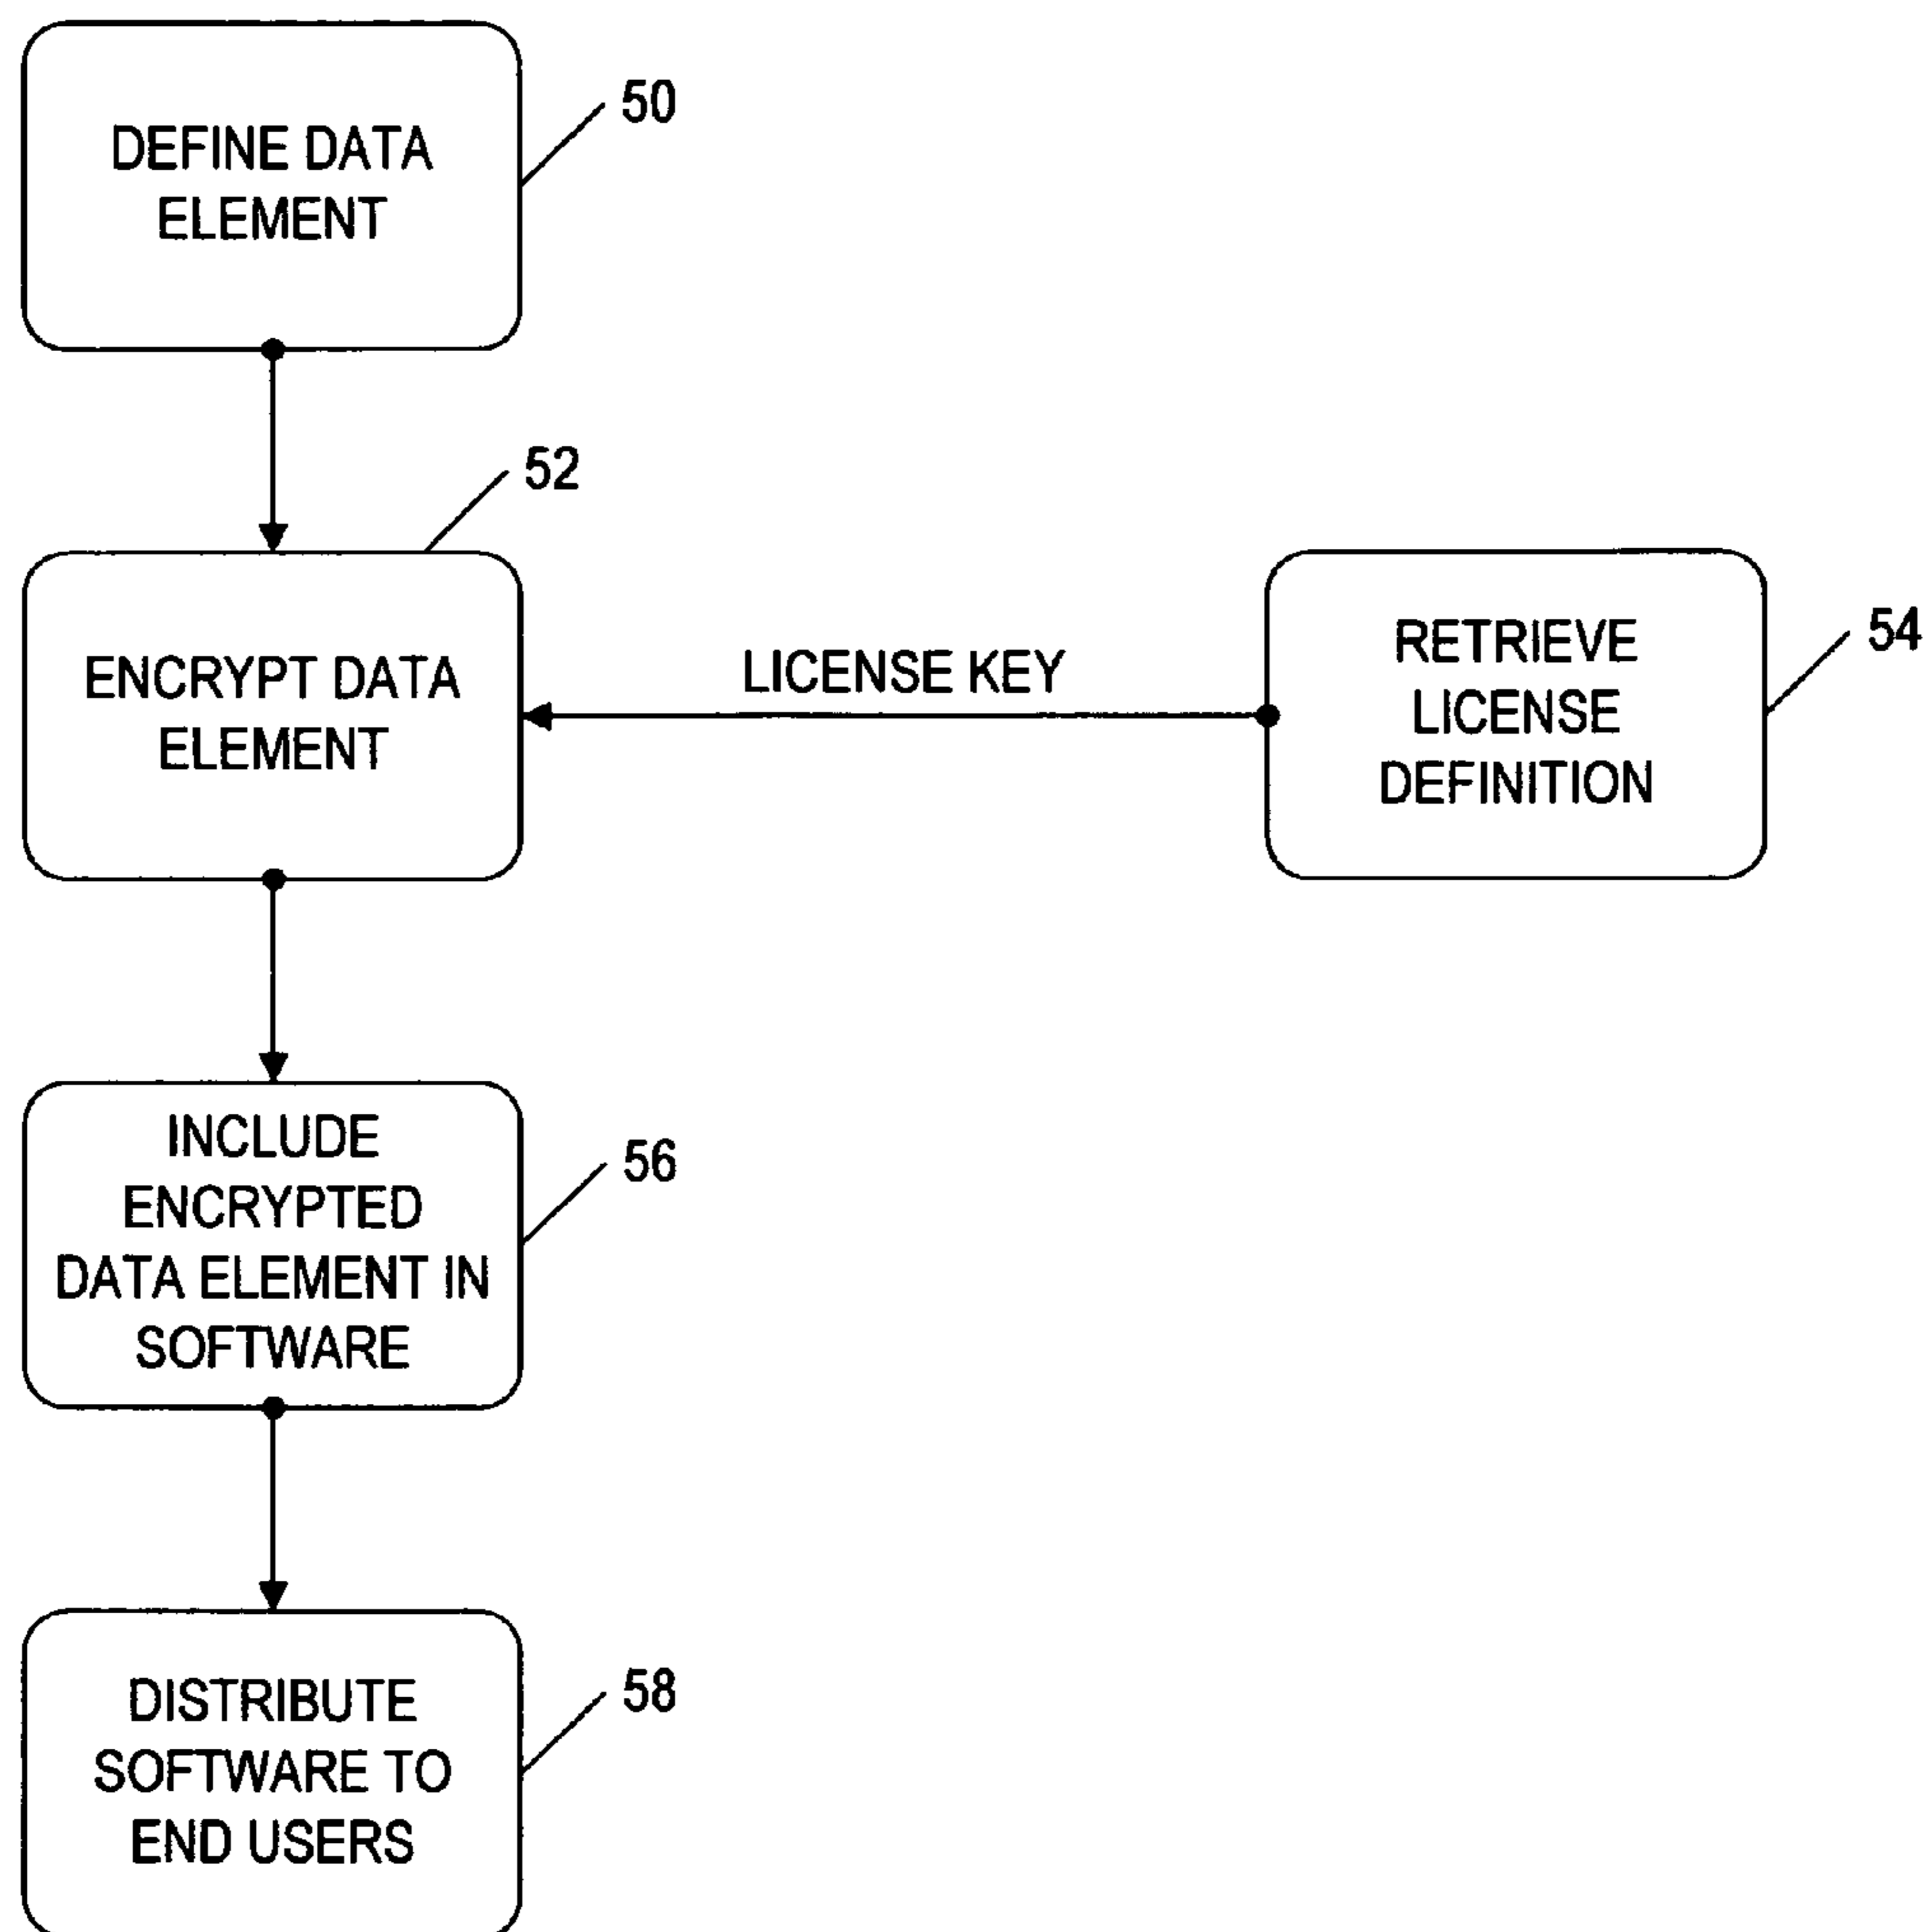 DEFINE DATA
ELEMENT
50
52
ENCRYPT DATA
ELEMENT
LICENSE KEY
RETRIEVE
LICENSE
DEFINITION
54
INCLUDE
ENCRYPTED
DATA ELEMENT IN
SOFTWARE
56
DISTRIBUTE
SOFTWARE TO
END USERS
58